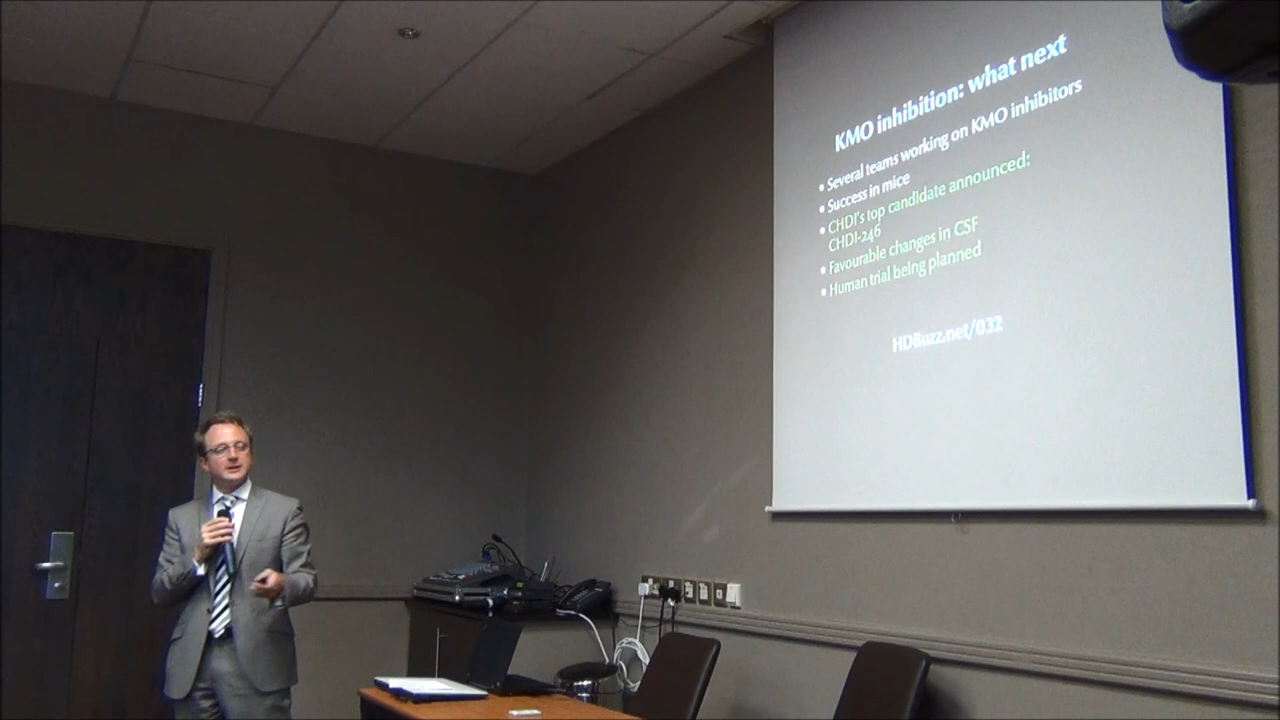 KMO inhibition: what next
• Several teams working on KMO inhibitors
• Success in mice
• CHDI's top candidate announced:
CHDI-246
• Favourable changes in CSF
• Human trial being planned
HDBuzz.net/032